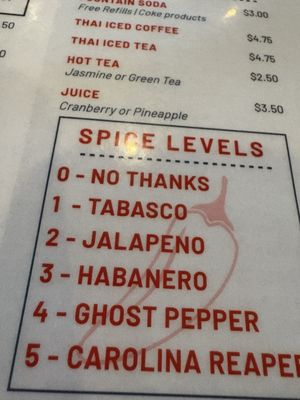 Free Refills | Coke products
$3.00
THAI ICED COFFEE
$4.75
THAI ICED TEA
$4.75
HOT TEA
$2.50
Jasmine or Green Tea
JUICE
$3.50
Cranberry or Pineapple
SPICE LEVELS
0 - NO THANKS
1 - TABASCO
2 - JALAPENO
3 - HABANERO
4 - GHOST PEPPER
5 - CAROLINA REAPE